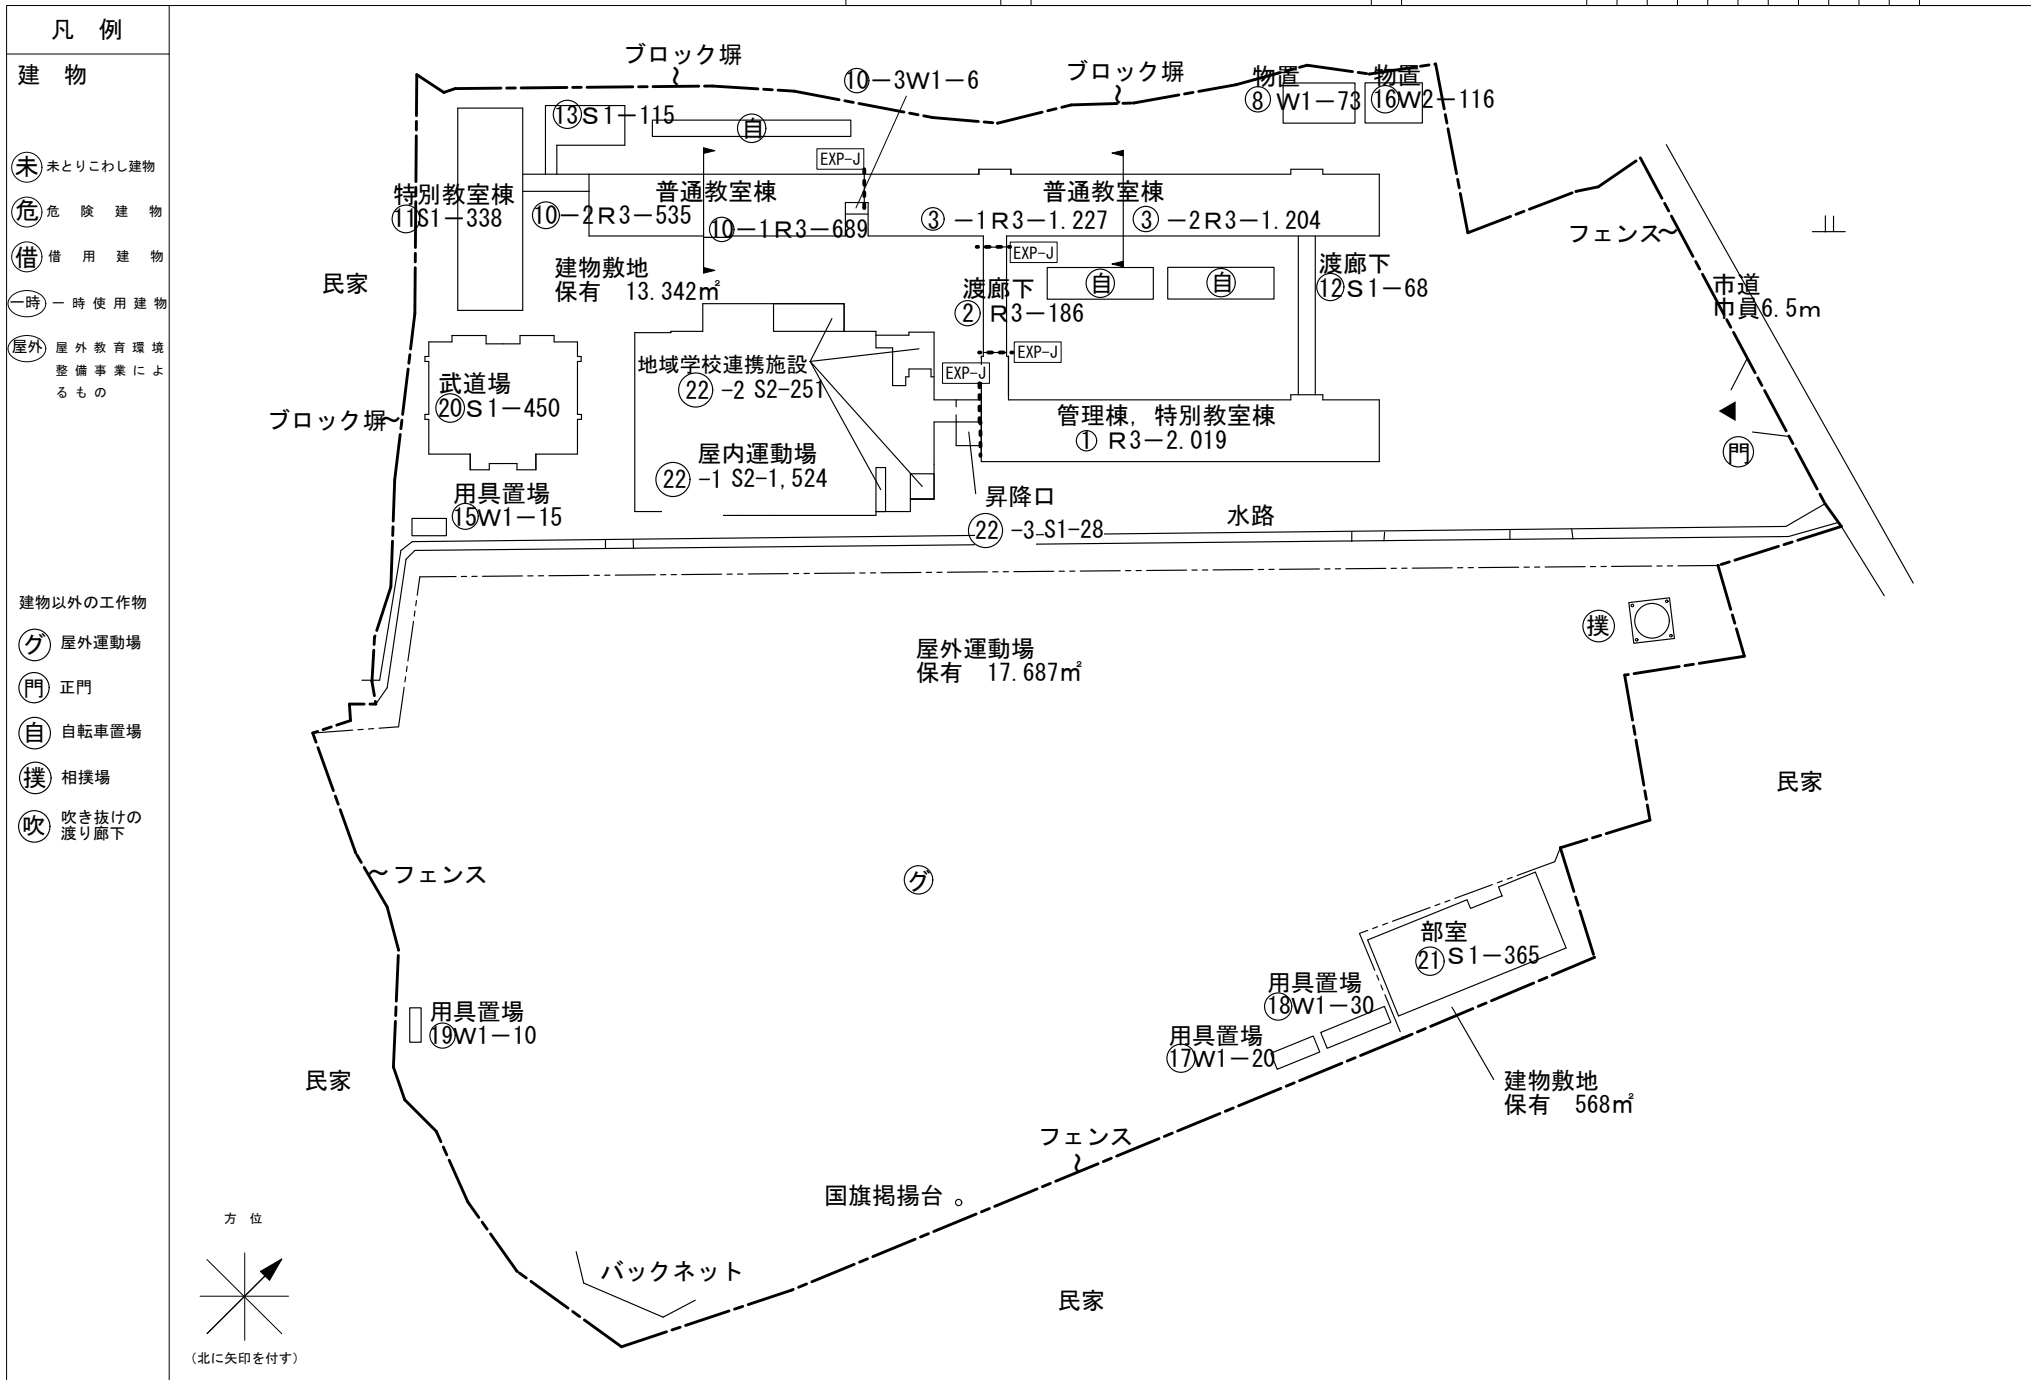 凡 例
建 物
未 未とりこわし建物
危 危険建物
借 借用建物
一時 一時使用建物
屋外 屋外教育環境
整備事業によ
るもの
建物以外の工作物
グ 屋外運動場
門 正門
自 自転車置場
撲 相撲場
吹 吹き抜けの
渡り廊下
方 位
(北に矢印を付す)
ブロック塀
⑩-3W1-6
ブロック塀
物置
⑧ W1-73
物置
⑯W2-116
⑬S1-115
自
EXP-J
特別教室棟
⑪S1-338
普通教室棟
⑩-2R3-535
⑩-1R3-689
普通教室棟
③ -1R3-1.227
③ -2R3-1.204
フェンス
民家
建物敷地
保有 13.342㎡
EXP-J
渡廊下
② R3-186
自
自
渡廊下
⑫S1-68
市道
巾員6.5m
EXP-J
地域学校連携施設
㉒ -2 S2-251
EXP-J
武道場
⑳S1-450
ブロック塀
管理棟, 特別教室棟
① R3-2.019
門
屋内運動場
㉒ -1 S2-1,524
用具置場
⑮W1-15
昇降口
㉒ -3 S1-28
水路
撲
屋外運動場
保有 17.687㎡
民家
フェンス
グ
部室
㉑S1-365
用具置場
⑱W1-30
用具置場
⑰W1-20
用具置場
⑲W1-10
民家
建物敷地
保有 568㎡
フェンス
国旗掲揚台
バックネット
民家